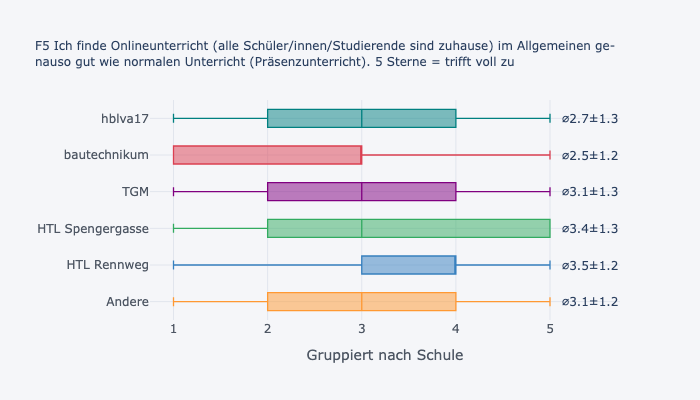 F5 Ich finde Onlineunterricht (alle Schüler/innen/Studierende sind zuhause) im Allgemeinen ge-
nauso gut wie normalen Unterricht (Präsenzunterricht). 5 Sterne = trifft voll zu
hblva17 ⌀2.7±1.3
bautechnikum ⌀2.5±1.2
TGM ⌀3.1±1.3
HTL Spengergasse ⌀3.4±1.3
HTL Rennweg ⌀3.5±1.2
Andere ⌀3.1±1.2
1 2 3 4 5
Gruppiert nach Schule